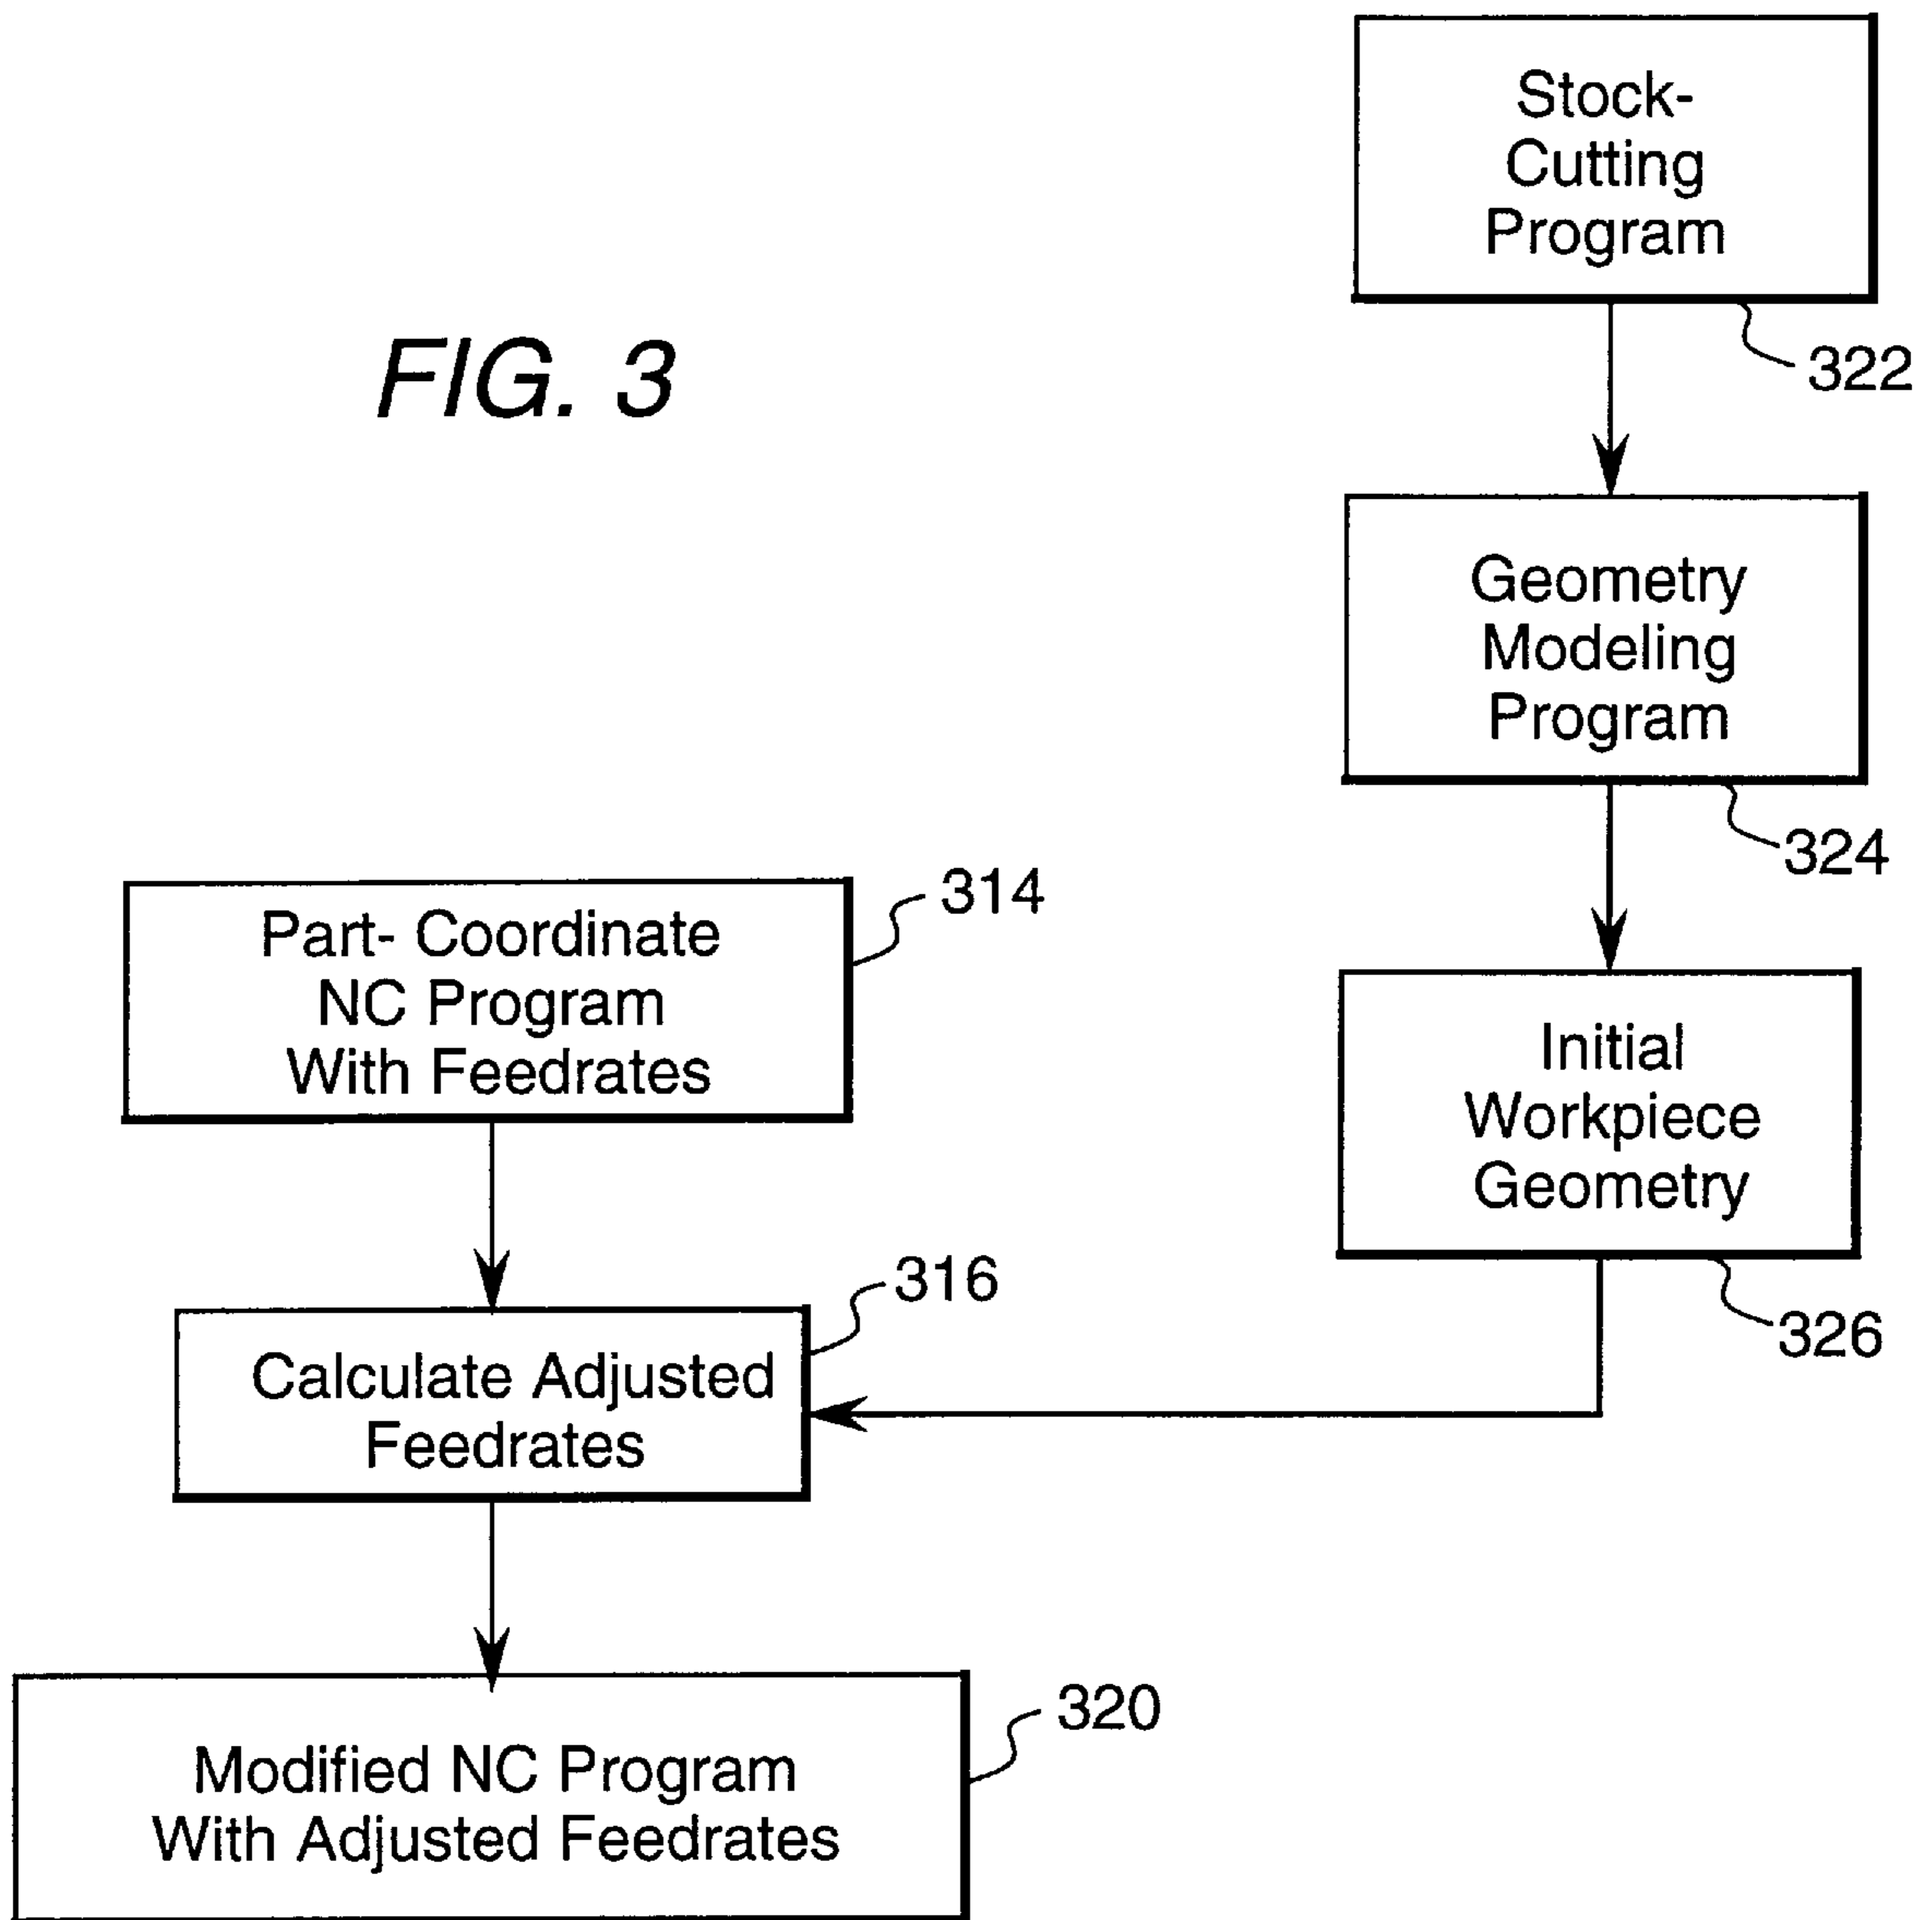 Stock-
Cutting
Program
322
FIG. 3
Geometry
Modeling
Program
324
Part- Coordinate
NC Program
With Feedrates
314
Initial
Workpiece
Geometry
326
Calculate Adjusted
Feedrates
316
Modified NC Program
With Adjusted Feedrates
320